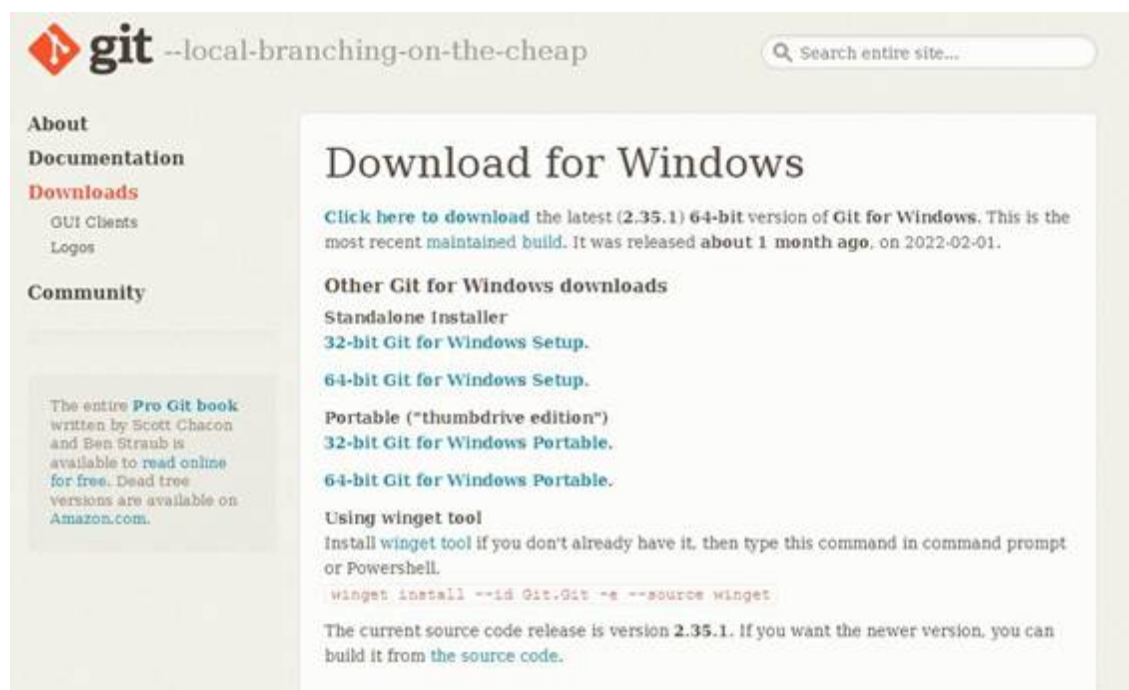 git --local-branching-on-the-cheap
Search entire site...
About
Documentation
Downloads
GUI Clients
Logos
Community
The entire Pro Git book
written by Scott Chacon
and Ben Straub is
available to read online
for free. Dead tree
versions are available on
Amazon.com.
Download for Windows
Click here to download the latest (2.35.1) 64-bit version of Git for Windows. This is the
most recent maintained build. It was released about 1 month ago, on 2022-02-01.
Other Git for Windows downloads
Standalone Installer
32-bit Git for Windows Setup.
64-bit Git for Windows Setup.
Portable ("thumbdrive edition")
32-bit Git for Windows Portable.
64-bit Git for Windows Portable.
Using winget tool
Install winget tool if you don't already have it, then type this command in command prompt
or Powershell.
winget install --id Git.Git -e --source winget
The current source code release is version 2.35.1. If you want the newer version, you can
build it from the source code.